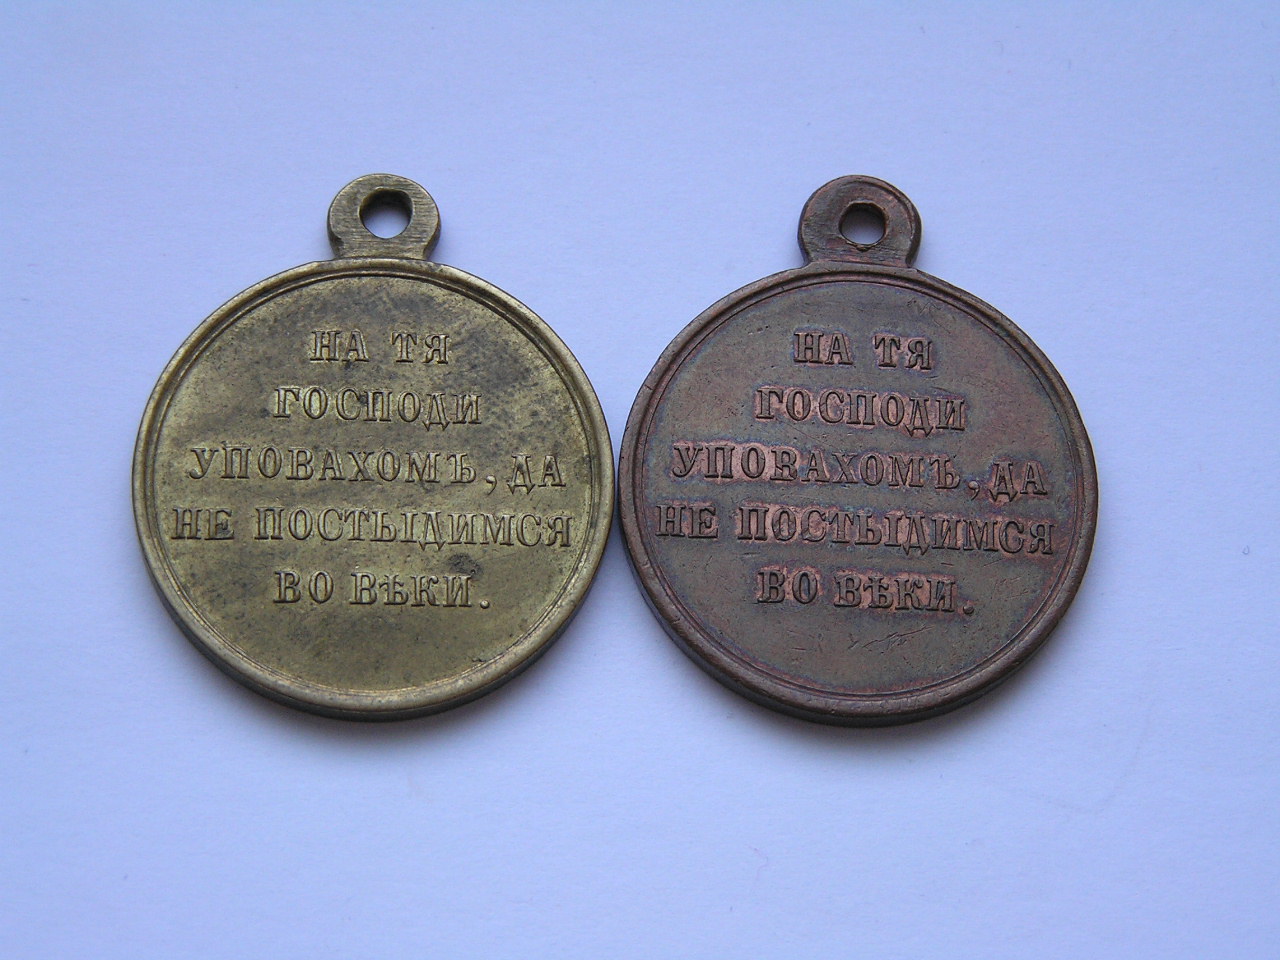 НА ТЯ
ГОСПОДИ
УПОВАХОМЪ, ДА
НЕ ПОСТЫДИМСЯ
ВО ВѢКИ.
НА ТЯ
ГОСПОДИ
УПОВАХОМЪ, ДА
НЕ ПОСТЫДИМСЯ
ВО ВѢКИ.